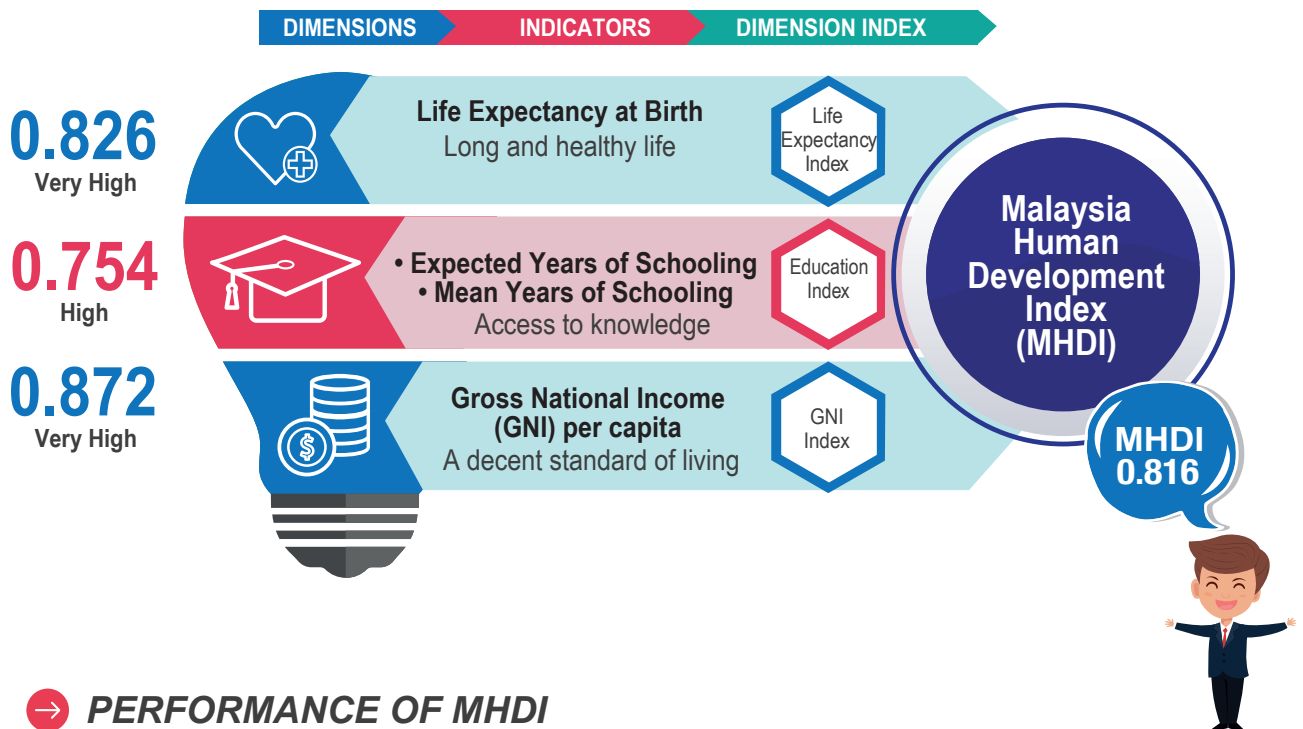 DIMENSIONS
INDICATORS
DIMENSION INDEX
0.826
Very High
Life Expectancy at Birth
Long and healthy life
Life
Expectancy
Index
0.754
High
• Expected Years of Schooling
• Mean Years of Schooling
Access to knowledge
Education
Index
0.872
Very High
Gross National Income
(GNI) per capita
A decent standard of living
GNI
Index
$
Malaysia
Human
Development
Index
(MHDI)
MHDI
0.816
PERFORMANCE OF MHDI